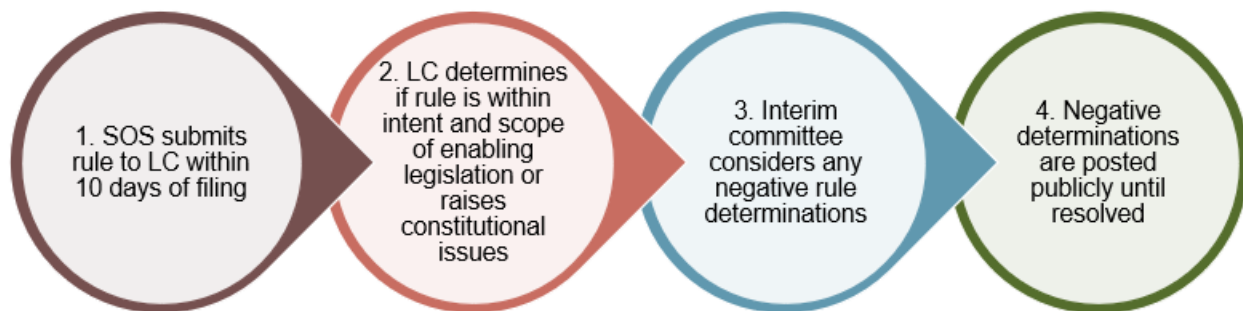 1. SOS submits
rule to LC within
10 days of filing
2. LC determines
if rule is within
intent and scope
of enabling
legislation or
raises
constitutional
issues
3. Interim
committee
considers any
negative rule
determinations
4. Negative
determinations
are posted
publicly until
resolved